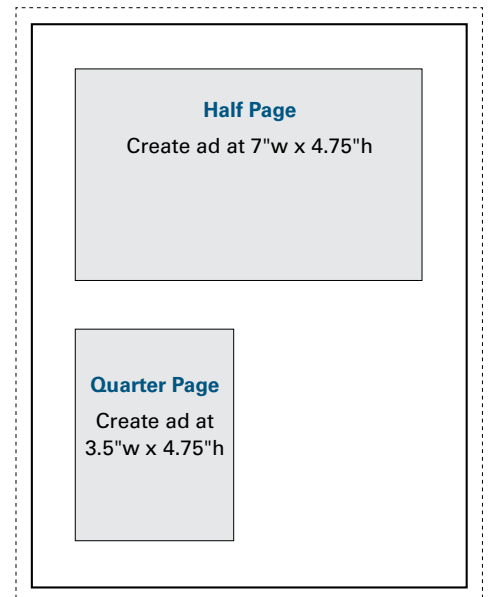 Half Page
Create ad at 7"w x 4.75"h
Quarter Page
Create ad at
3.5"w x 4.75"h